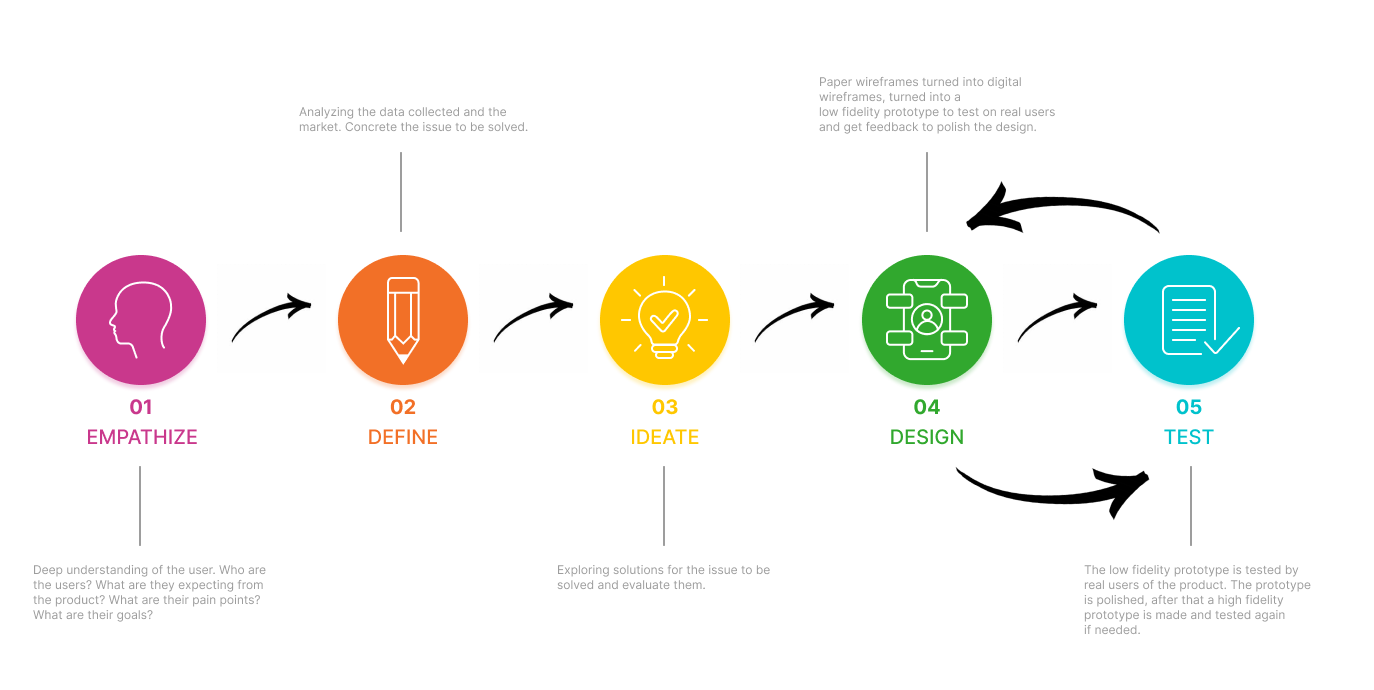 Paper wireframes turned into digital
wireframes, turned into a
low fidelity prototype to test on real users
and get feedback to polish the design.
Analyzing the data collected and the
market. Concrete the issue to be solved.
01
EMPATHIZE
02
DEFINE
03
IDEATE
04
DESIGN
05
TEST
Deep understanding of the user. Who are
the users? What are they expecting from
the product? What are their pain points?
What are their goals?
Exploring solutions for the issue to be
solved and evaluate them.
The low fidelity prototype is tested by
real users of the product. The prototype
is polished, after that a high fidelity
prototype is made and tested again
if needed.